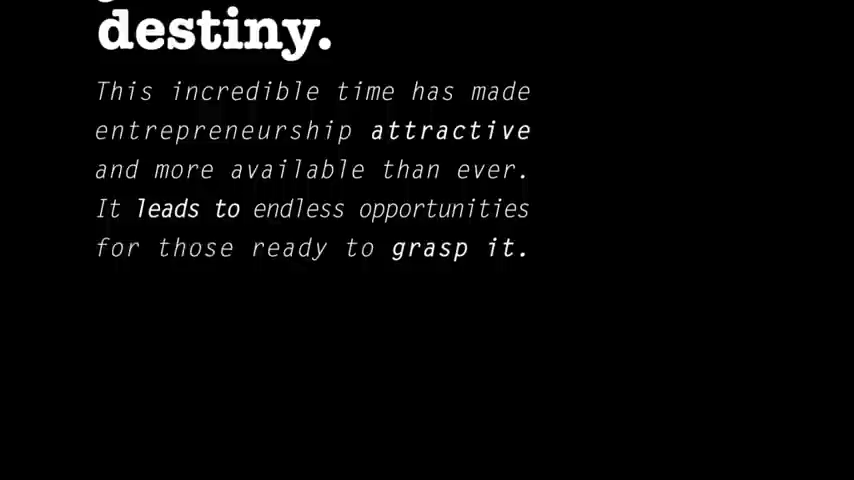 destiny.
This incredible time has made
entrepreneurship attractive
and more available than ever.
It leads to endless opportunities
for those ready to grasp it.